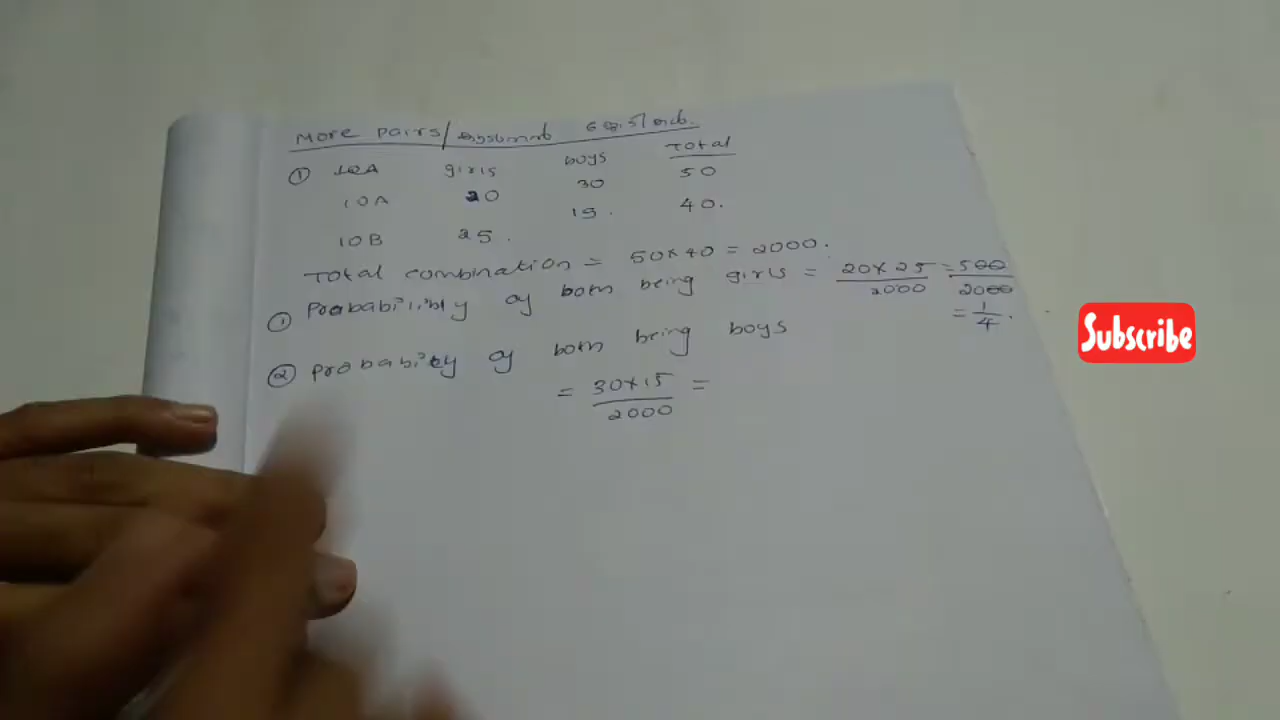 More pairs/കൂടുതൽ ജോടികൾ.
Total
① 10A girls boys 50
10A 20 30
10B 25. 15. 40.
Total combination = 50×40 = 2000.
① Probability of both being girls = 20×25/2000 = 500/2000
= 1/4.
② Probability of both being boys
= 30×15/2000 =
Subscribe